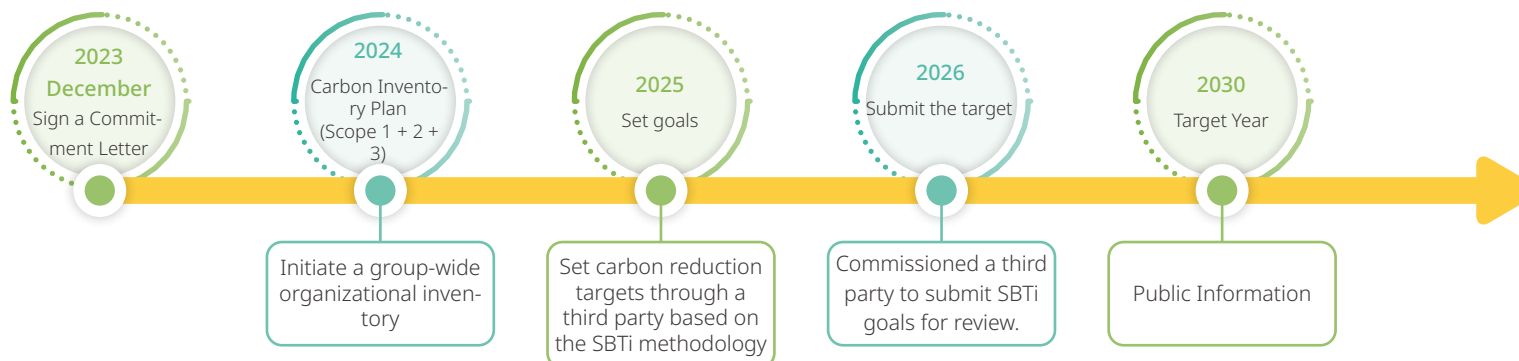 2023
December
Sign a Commit-
ment Letter
2024
Carbon Invento-
ry Plan
(Scope 1 + 2 +
3)
2025
Set goals
2026
Submit the target
2030
Target Year
Initiate a group-wide
organizational inven-
tory
Set carbon reduction
targets through a
third party based on
the SBTi methodology
Commissioned a third
party to submit SBTi
goals for review.
Public Information